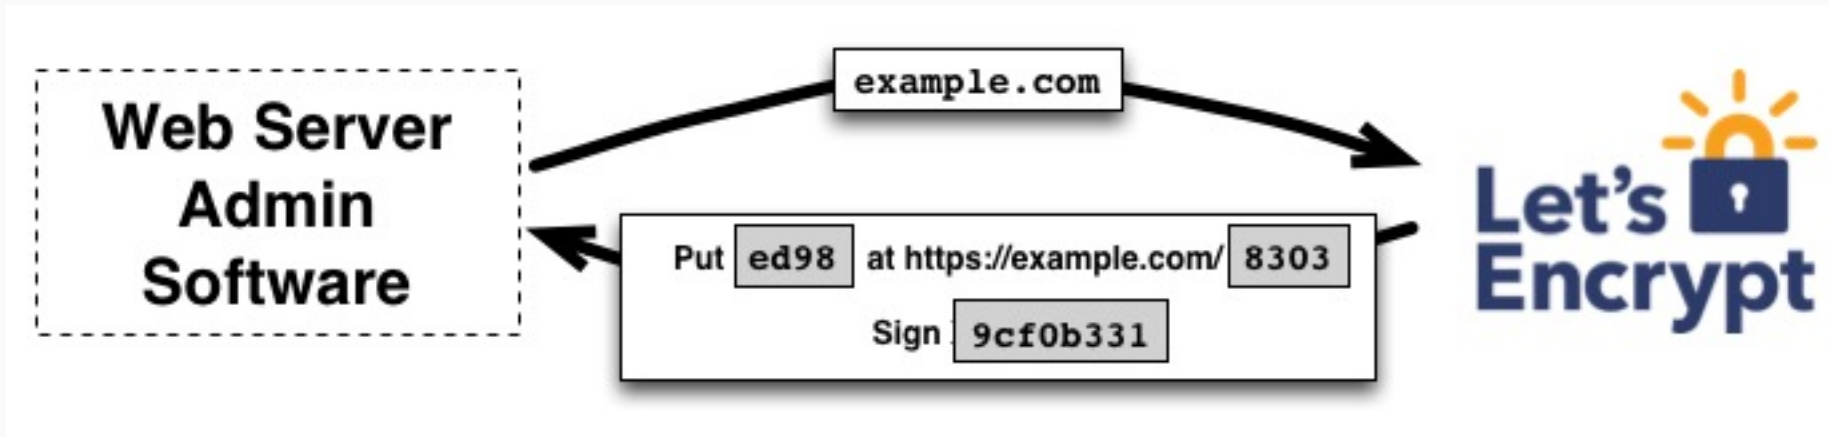 Web Server
Admin
Software
example.com
Put ed98 at https://example.com/ 8303
Sign 9cf0b331
Let's
Encrypt